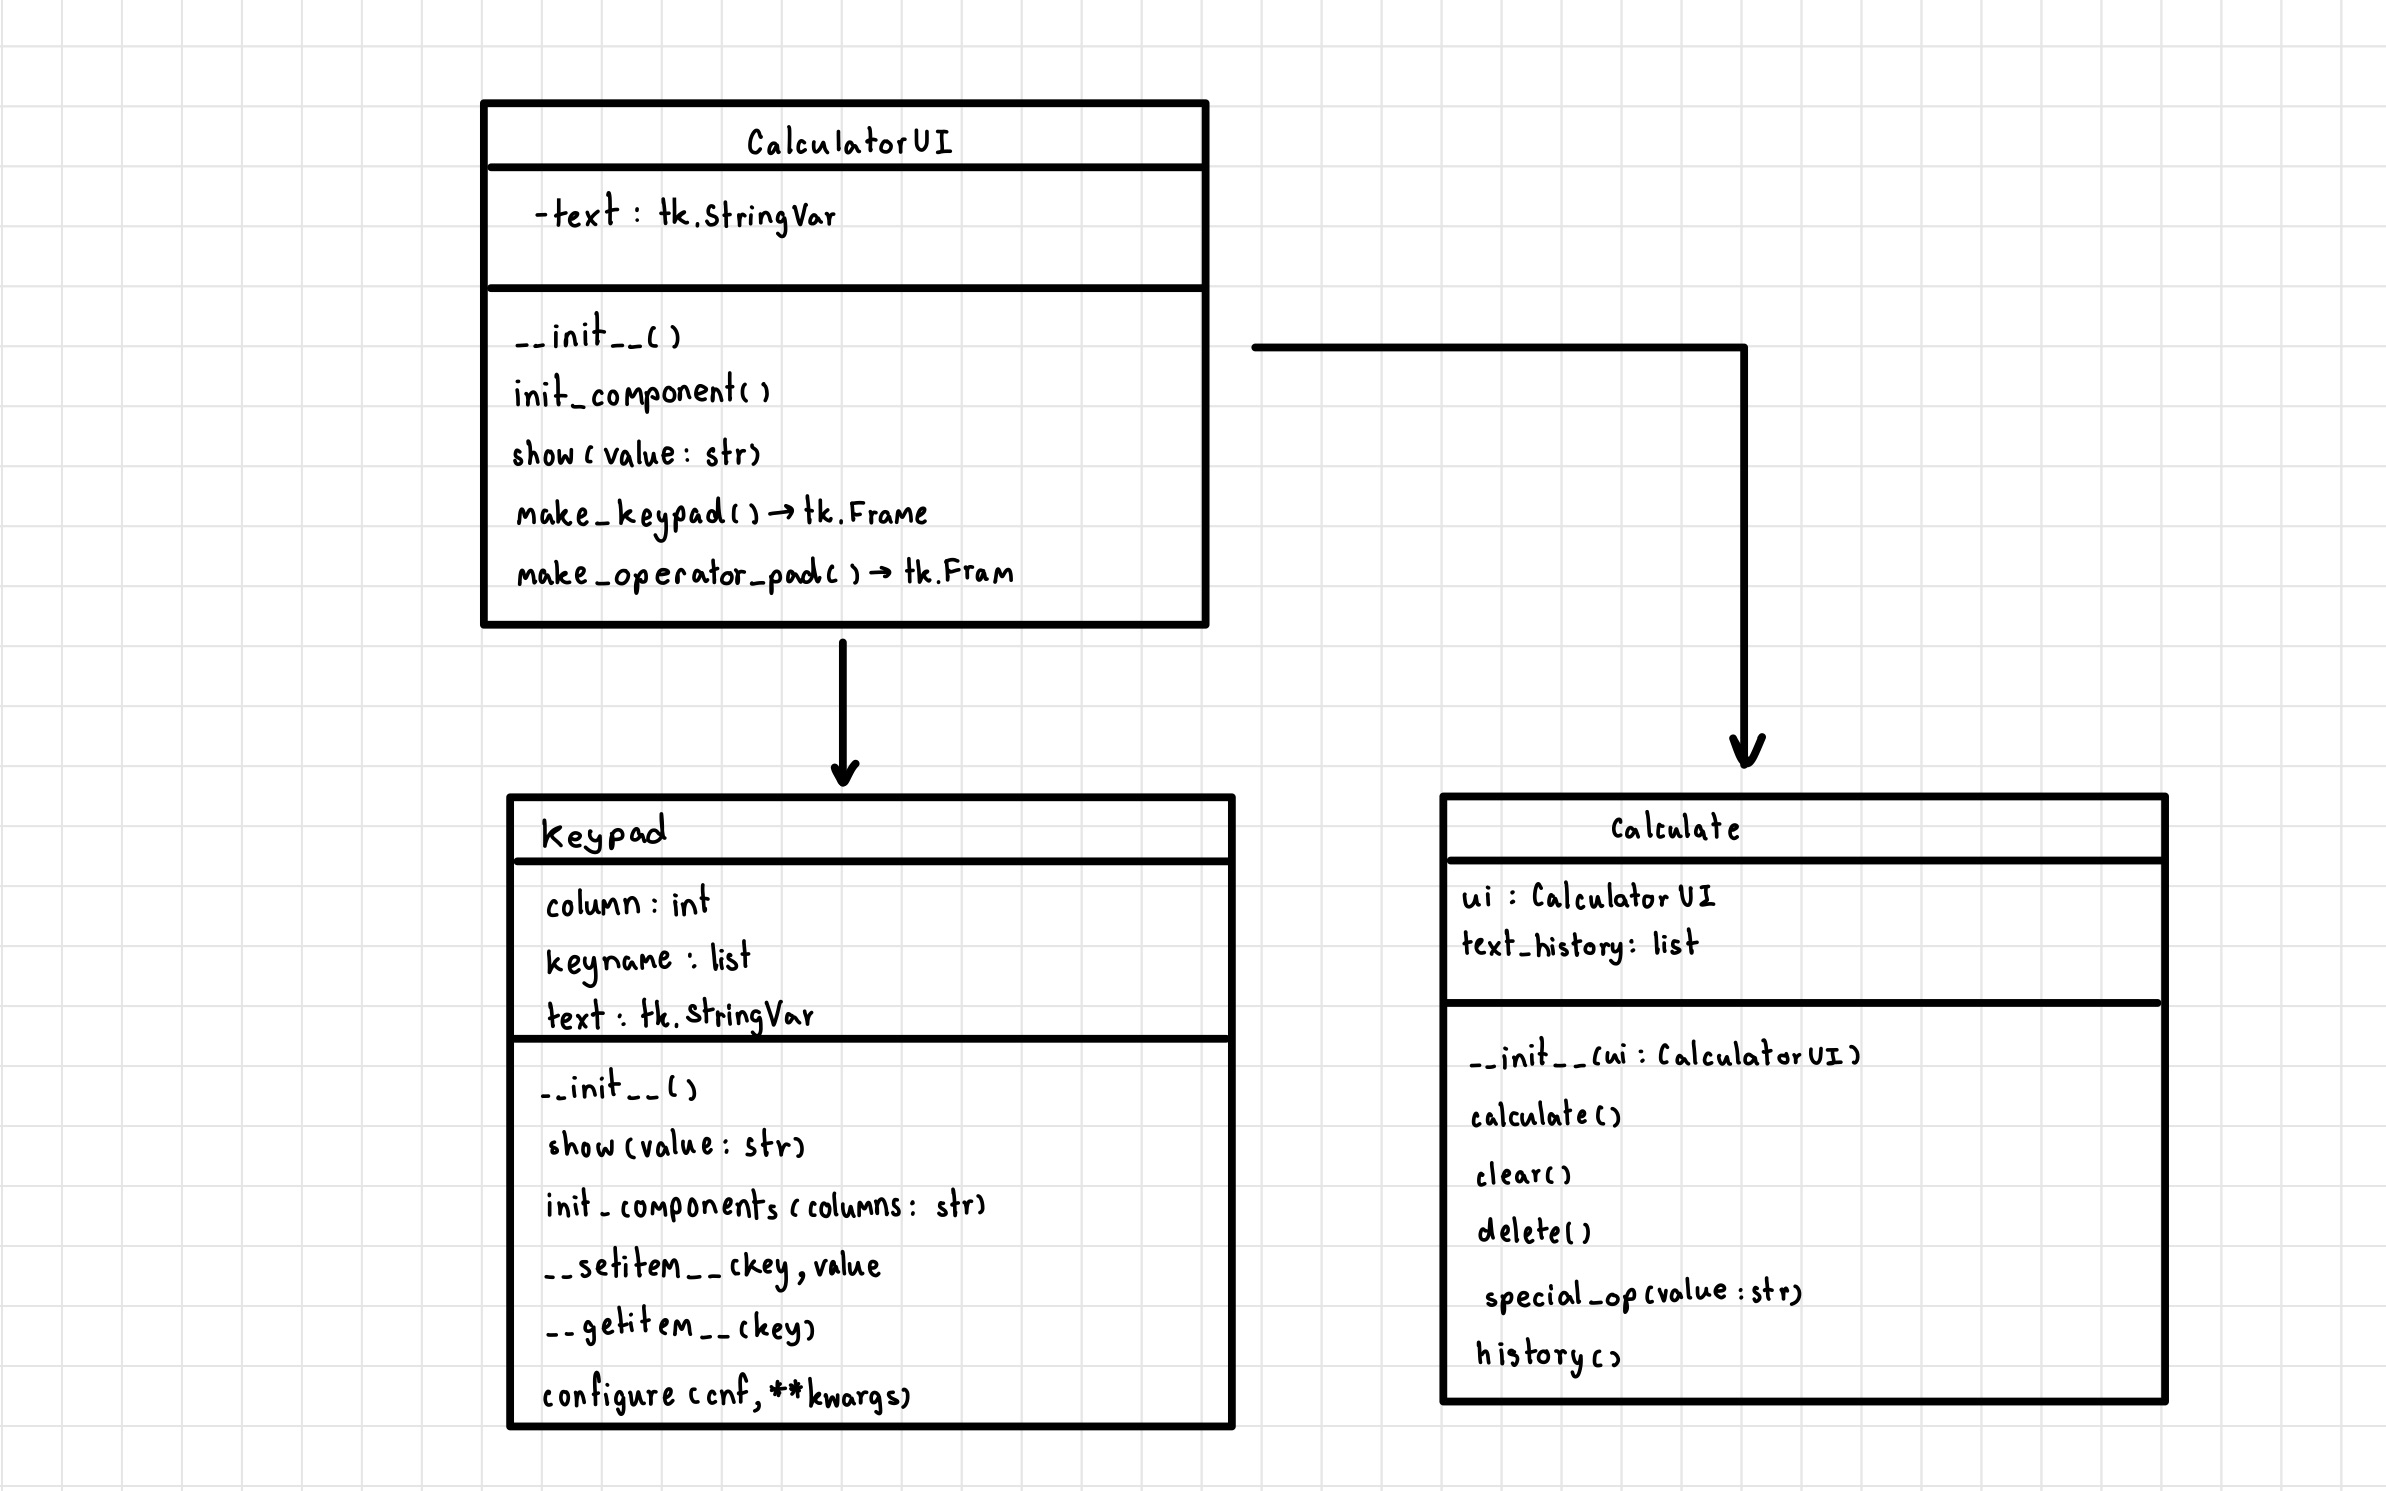 CalculatorUI
-text : tk.StringVar
__init__()
init_component()
show(value: str)
make_keypad()→tk.Frame
make_operator_pad()→tk.Fram
Keypad
column: int
keyname: list
text: tk.StringVar
__init__()
show(value: str)
init_components(columns: str)
__setitem__(key, value
__getitem__(key)
configure(cnf, **kwargs)
Calculate
ui : CalculatorUI
text_history: list
__init__(ui: CalculatorUI)
calculate()
clear()
delete()
special_op(value:str)
history()